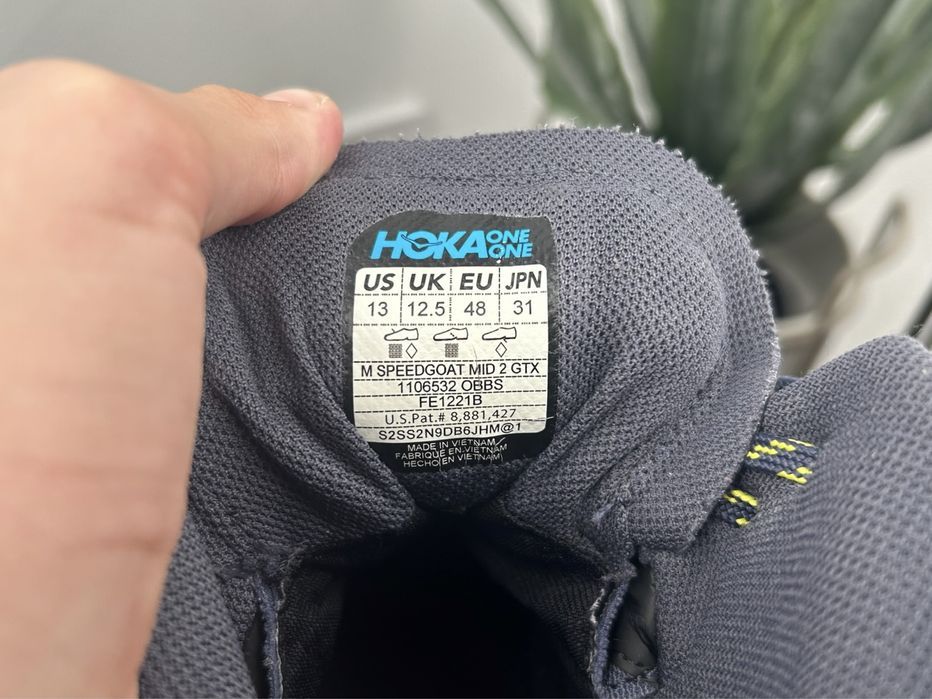 HOKA ONE ONE
US UK EU JPN
13 12.5 48 31
M SPEEDGOAT MID 2 GTX
1106532 OBBS
FE1221B
U.S.Pat.# 8,881,427
S2SS2N9DB6JHM@1
MADE IN VIETNAM
FABRIQUE EN VIETNAM
HECHO EN VIETNAM